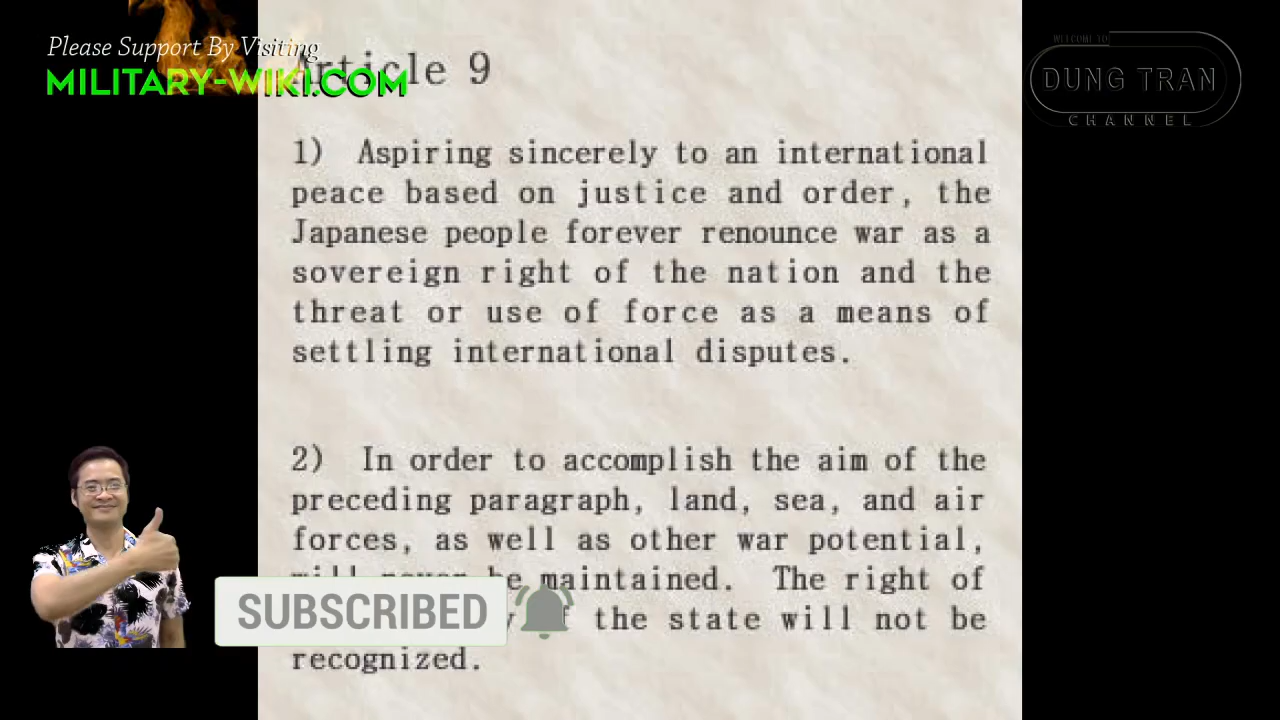 Please Support By Visiting
MILITARY-WIKI.COM
WELCOME TO
DUNG TRAN
CHANNEL
Article 9
1) Aspiring sincerely to an international
peace based on justice and order, the
Japanese people forever renounce war as a
sovereign right of the nation and the
threat or use of force as a means of
settling international disputes.
2) In order to accomplish the aim of the
preceding paragraph, land, sea, and air
forces, as well as other war potential,
will never be maintained. The right of
the state will not be
recognized.
SUBSCRIBED